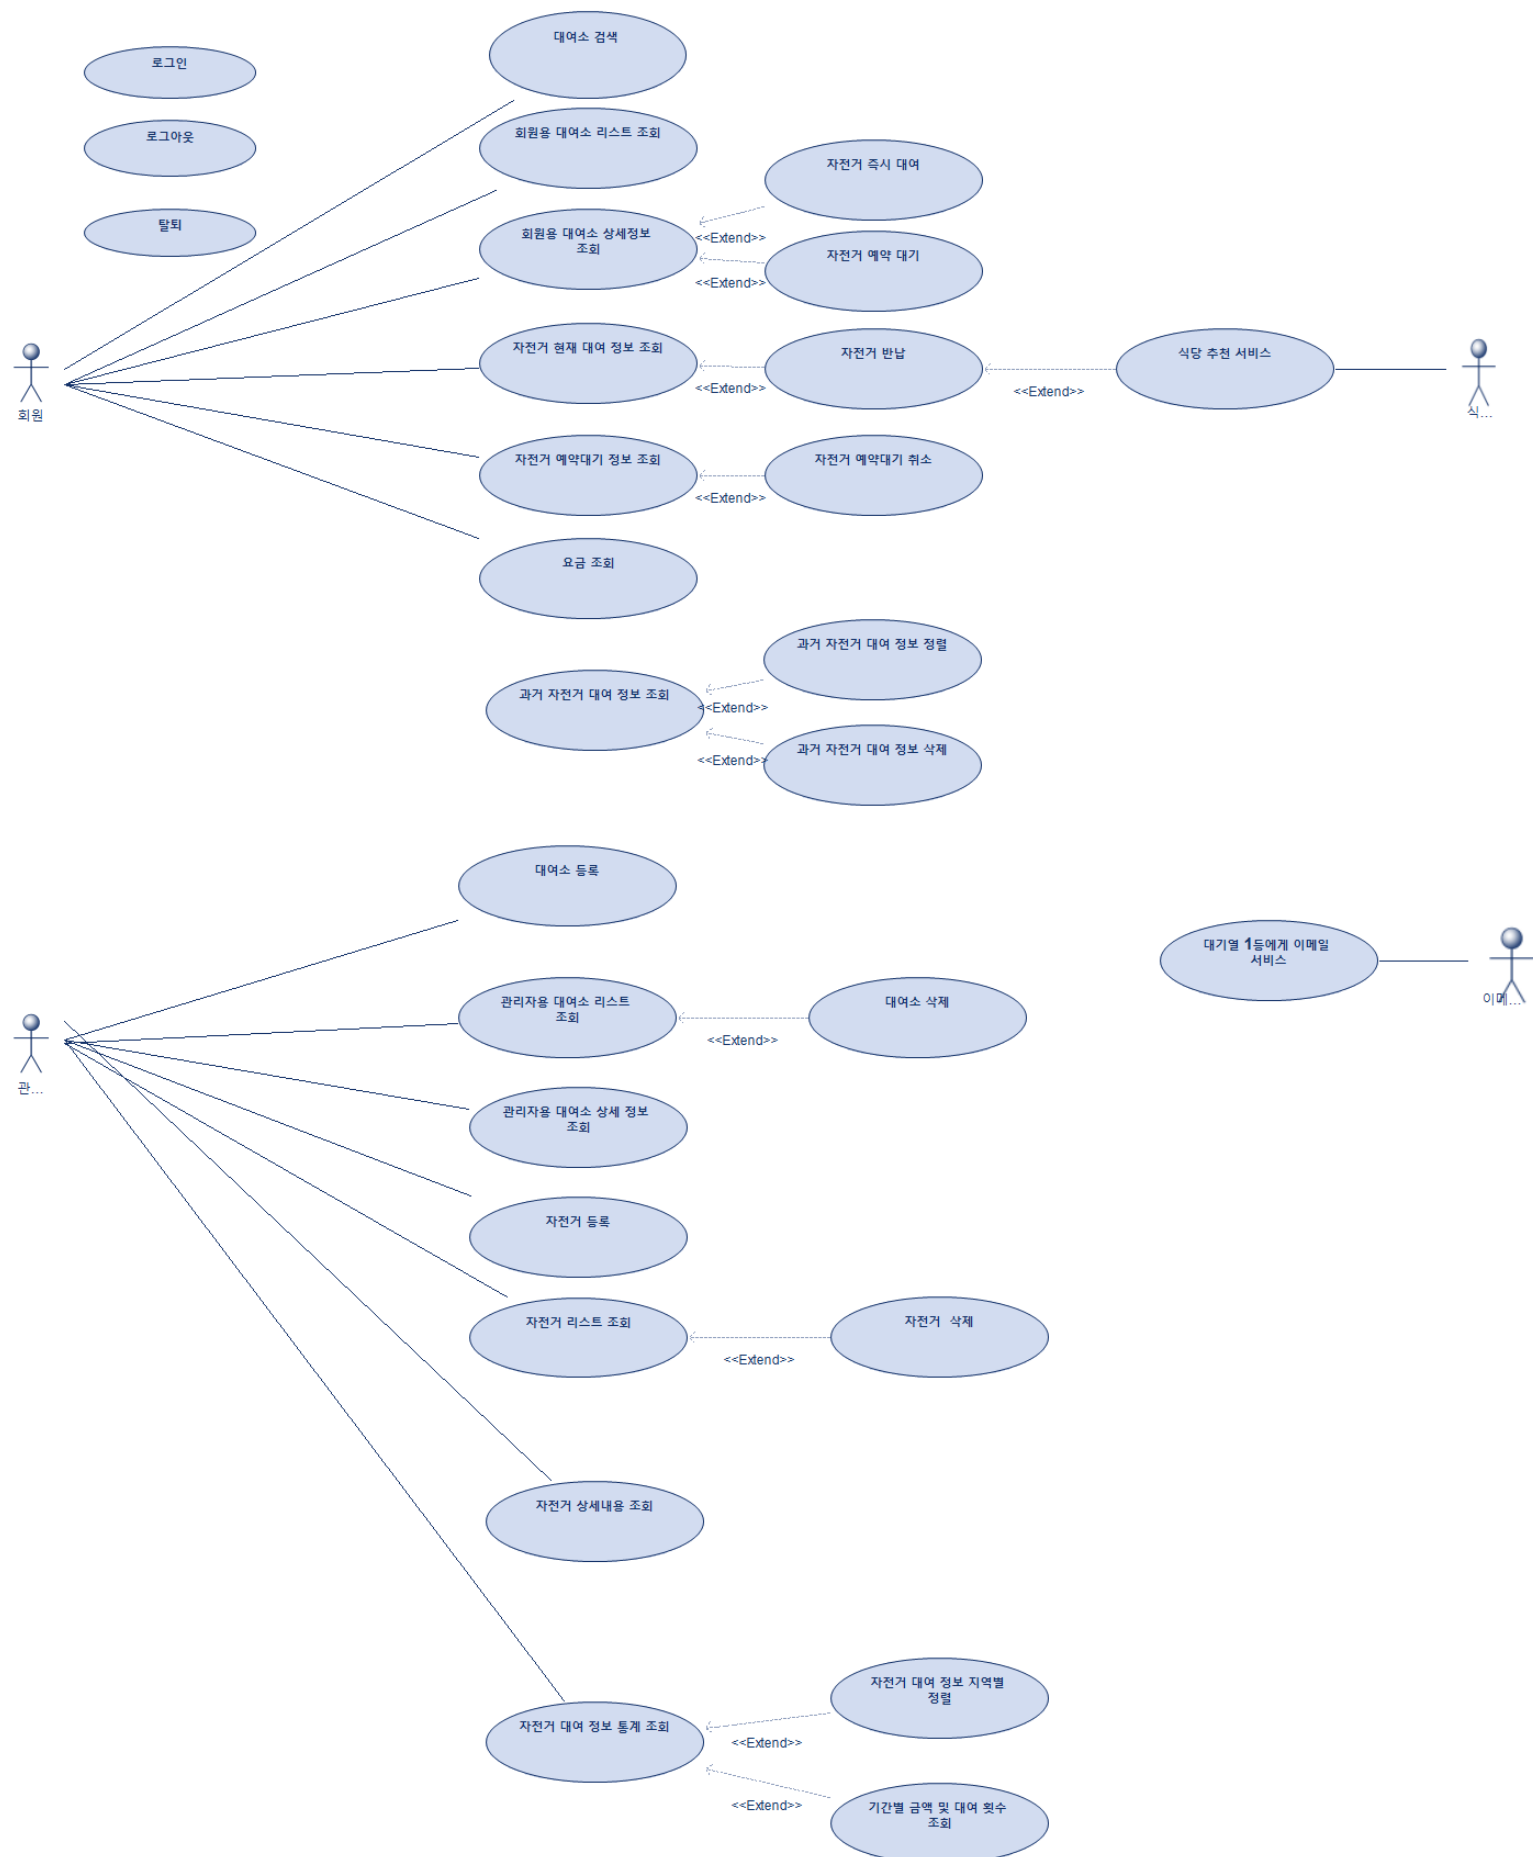 대여소 검색
로그인
회원용 대여소 리스트 조회
로그아웃
자전거 즉시 대여
탈퇴
회원용 대여소 상세정보
조회
<<Extend>>
자전거 예약 대기
<<Extend>>
자전거 현재 대여 정보 조회
자전거 반납
식당 추천 서비스
<<Extend>>
<<Extend>>
회원
식...
자전거 예약대기 정보 조회
자전거 예약대기 취소
<<Extend>>
요금 조회
과거 자전거 대여 정보 정렬
과거 자전거 대여 정보 조회
<<Extend>>
과거 자전거 대여 정보 삭제
<<Extend>>
대여소 등록
대기열 1등에게 이메일
서비스
이메...
관리자용 대여소 리스트
조회
대여소 삭제
<<Extend>>
관...
관리자용 대여소 상세 정보
조회
자전거 등록
자전거 리스트 조회
자전거 삭제
<<Extend>>
자전거 상세내용 조회
자전거 대여 정보 지역별
정렬
자전거 대여 정보 통계 조회
<<Extend>>
<<Extend>>
기간별 금액 및 대여 횟수
조회